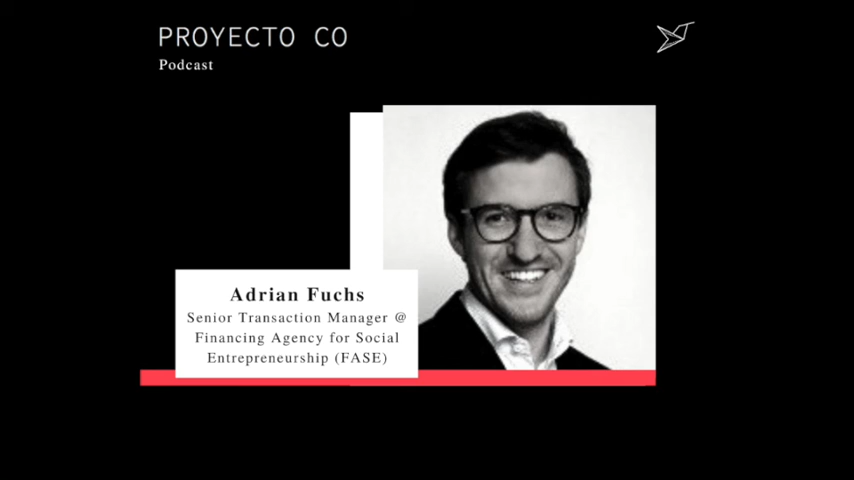 PROYECTO CO
Podcast
Adrian Fuchs
Senior Transaction Manager @
Financing Agency for Social
Entrepreneurship (FASE)